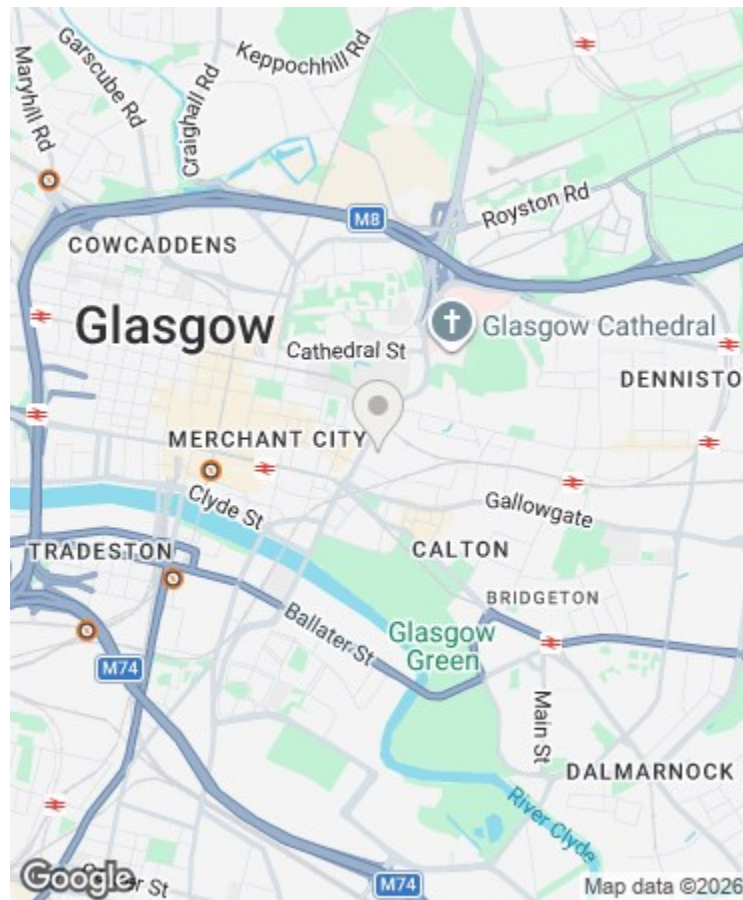 Keppochhill Rd
Garscube Rd
Maryhill Rd
Craighall Rd
Royston Rd
M8
COWCADDENS
Glasgow
Glasgow Cathedral
Cathedral St
DENNISTO
MERCHANT CITY
Clyde St
Gallowgate
TRADESTON
CALTON
BRIDGETON
Ballater St
Glasgow
Green
M74
Main St
DALMARNOCK
River Clyde
Google
er St
M74
Map data ©2026